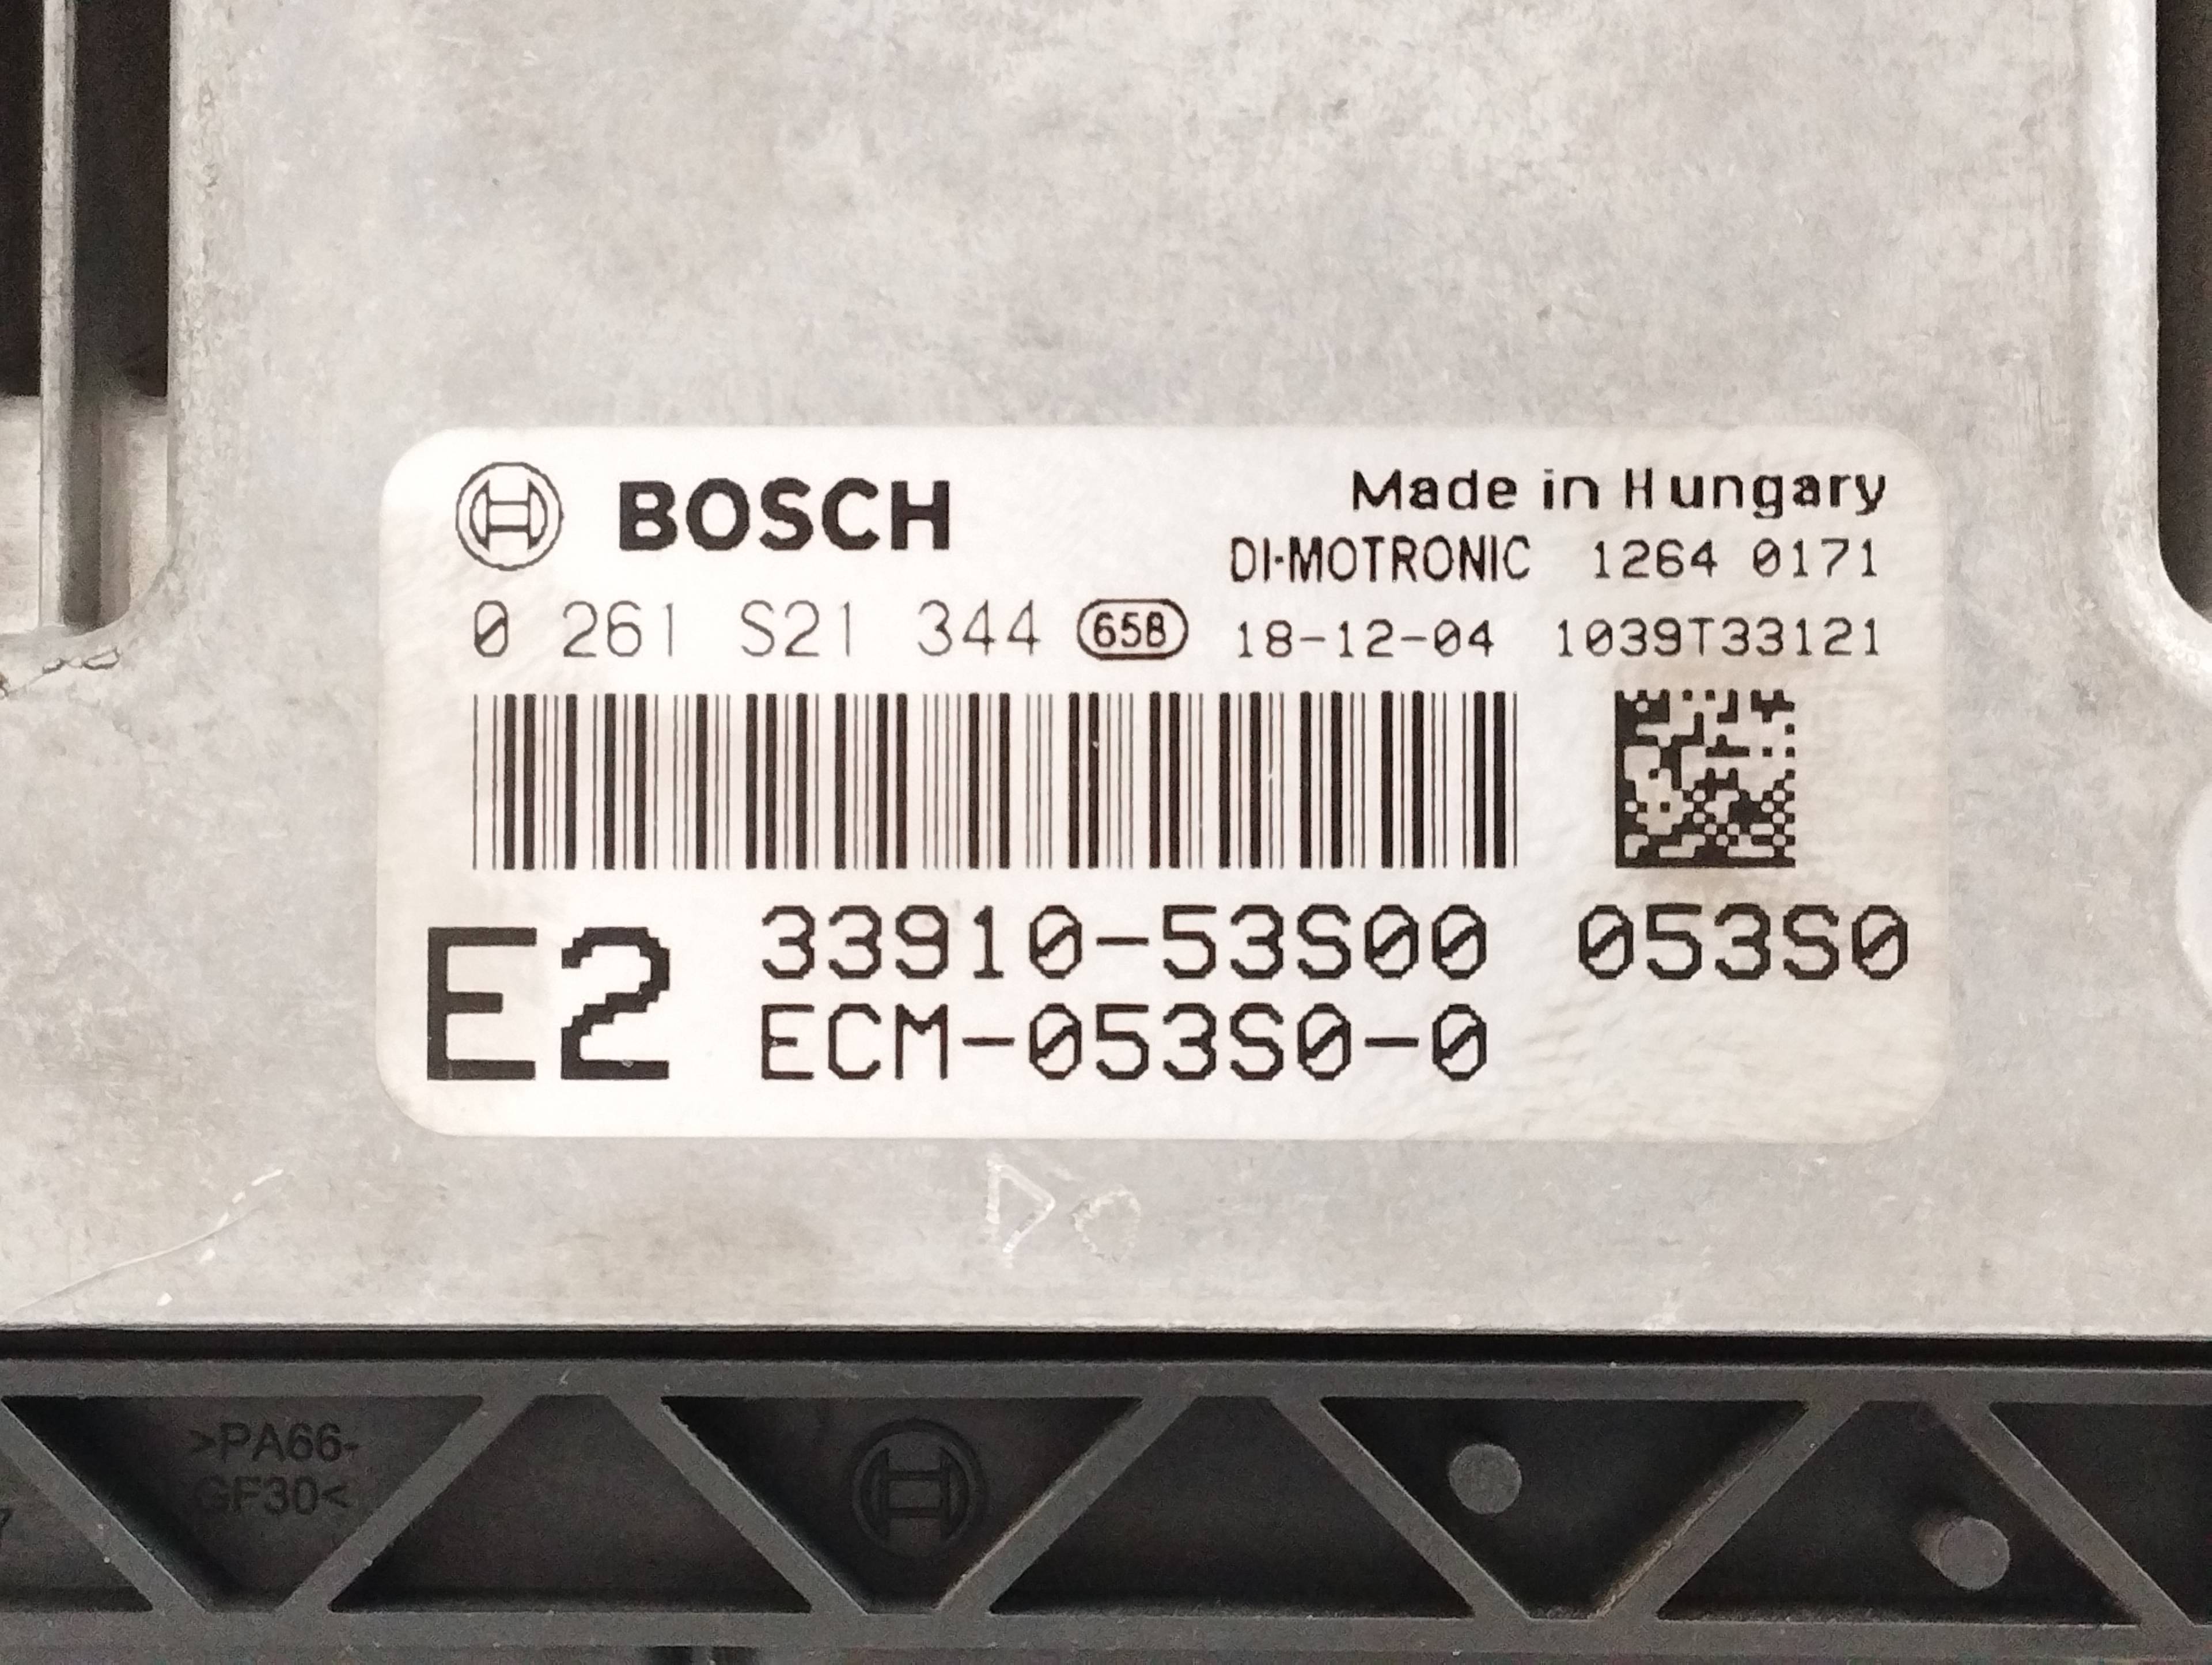 BOSCH
Made in Hungary
DI-MOTRONIC 1264 0171
0 261 S21 344 658 18-12-04 1039T33121
E2 33910-53S00 053S0
ECM-053S0-0
>PA66-
GF30<